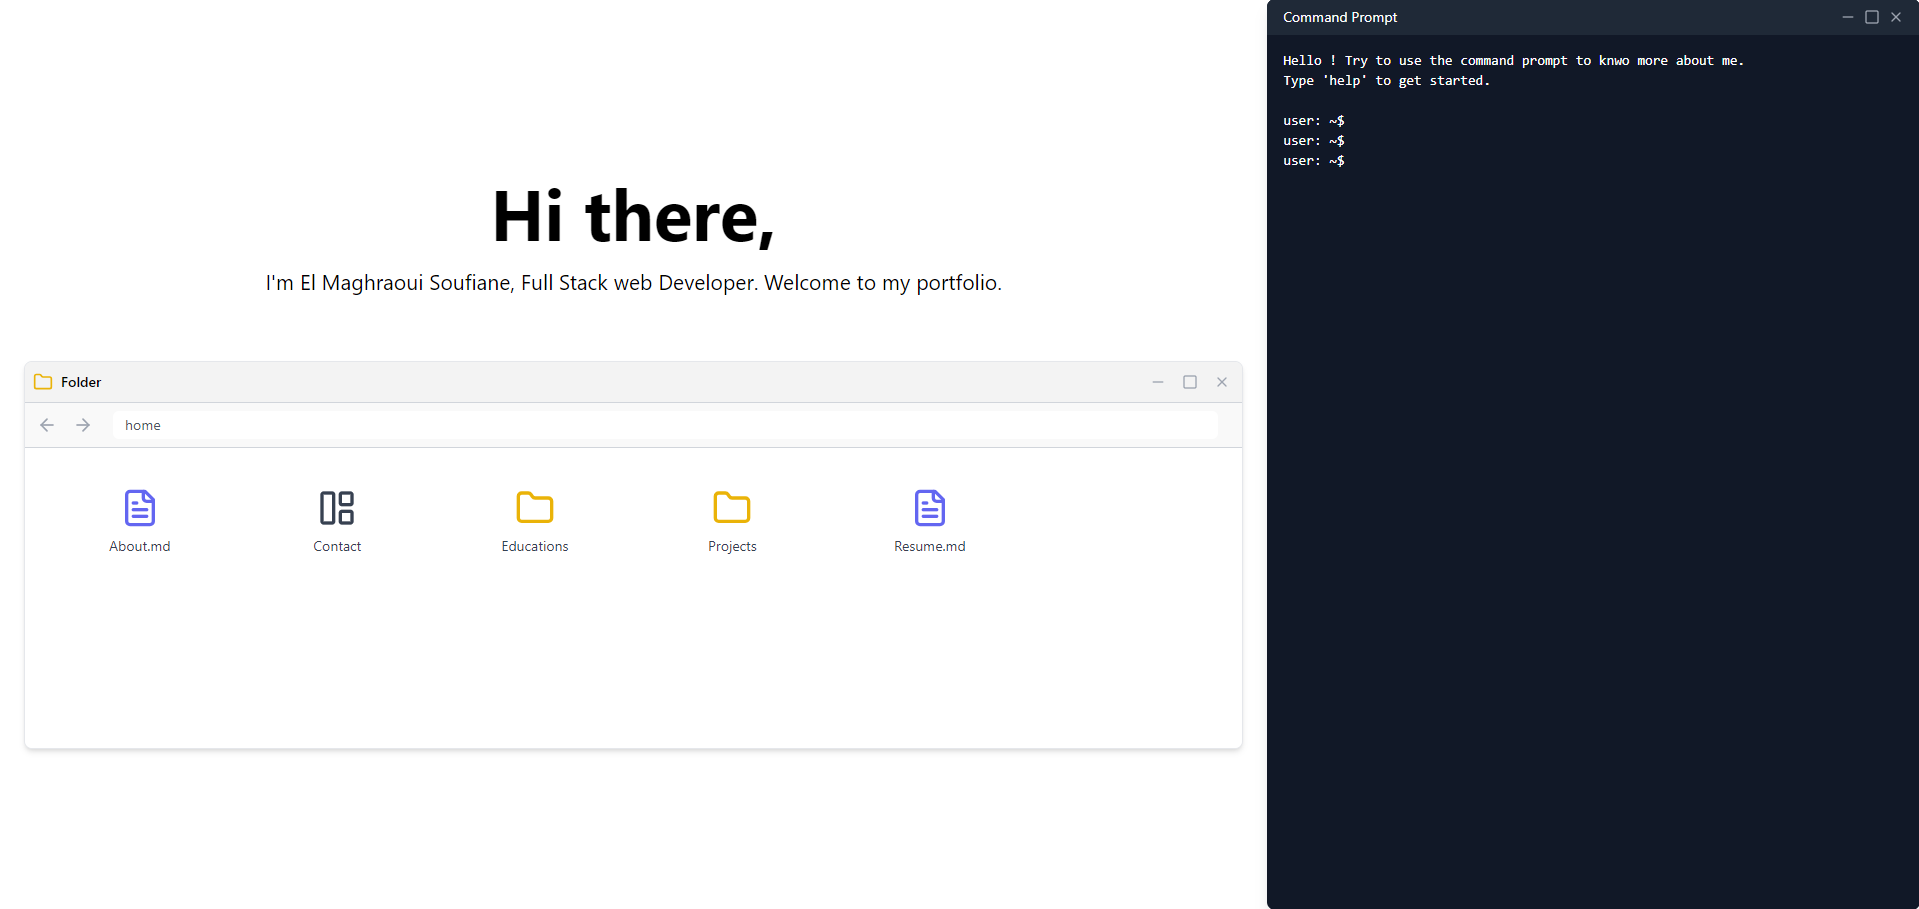 Hi there,
I'm El Maghraoui Soufiane, Full Stack web Developer. Welcome to my portfolio.
Folder
home
About.md
Contact
Educations
Projects
Resume.md
Command Prompt
Hello ! Try to use the command prompt to knwo more about me.
Type 'help' to get started.
user: ~$
user: ~$
user: ~$